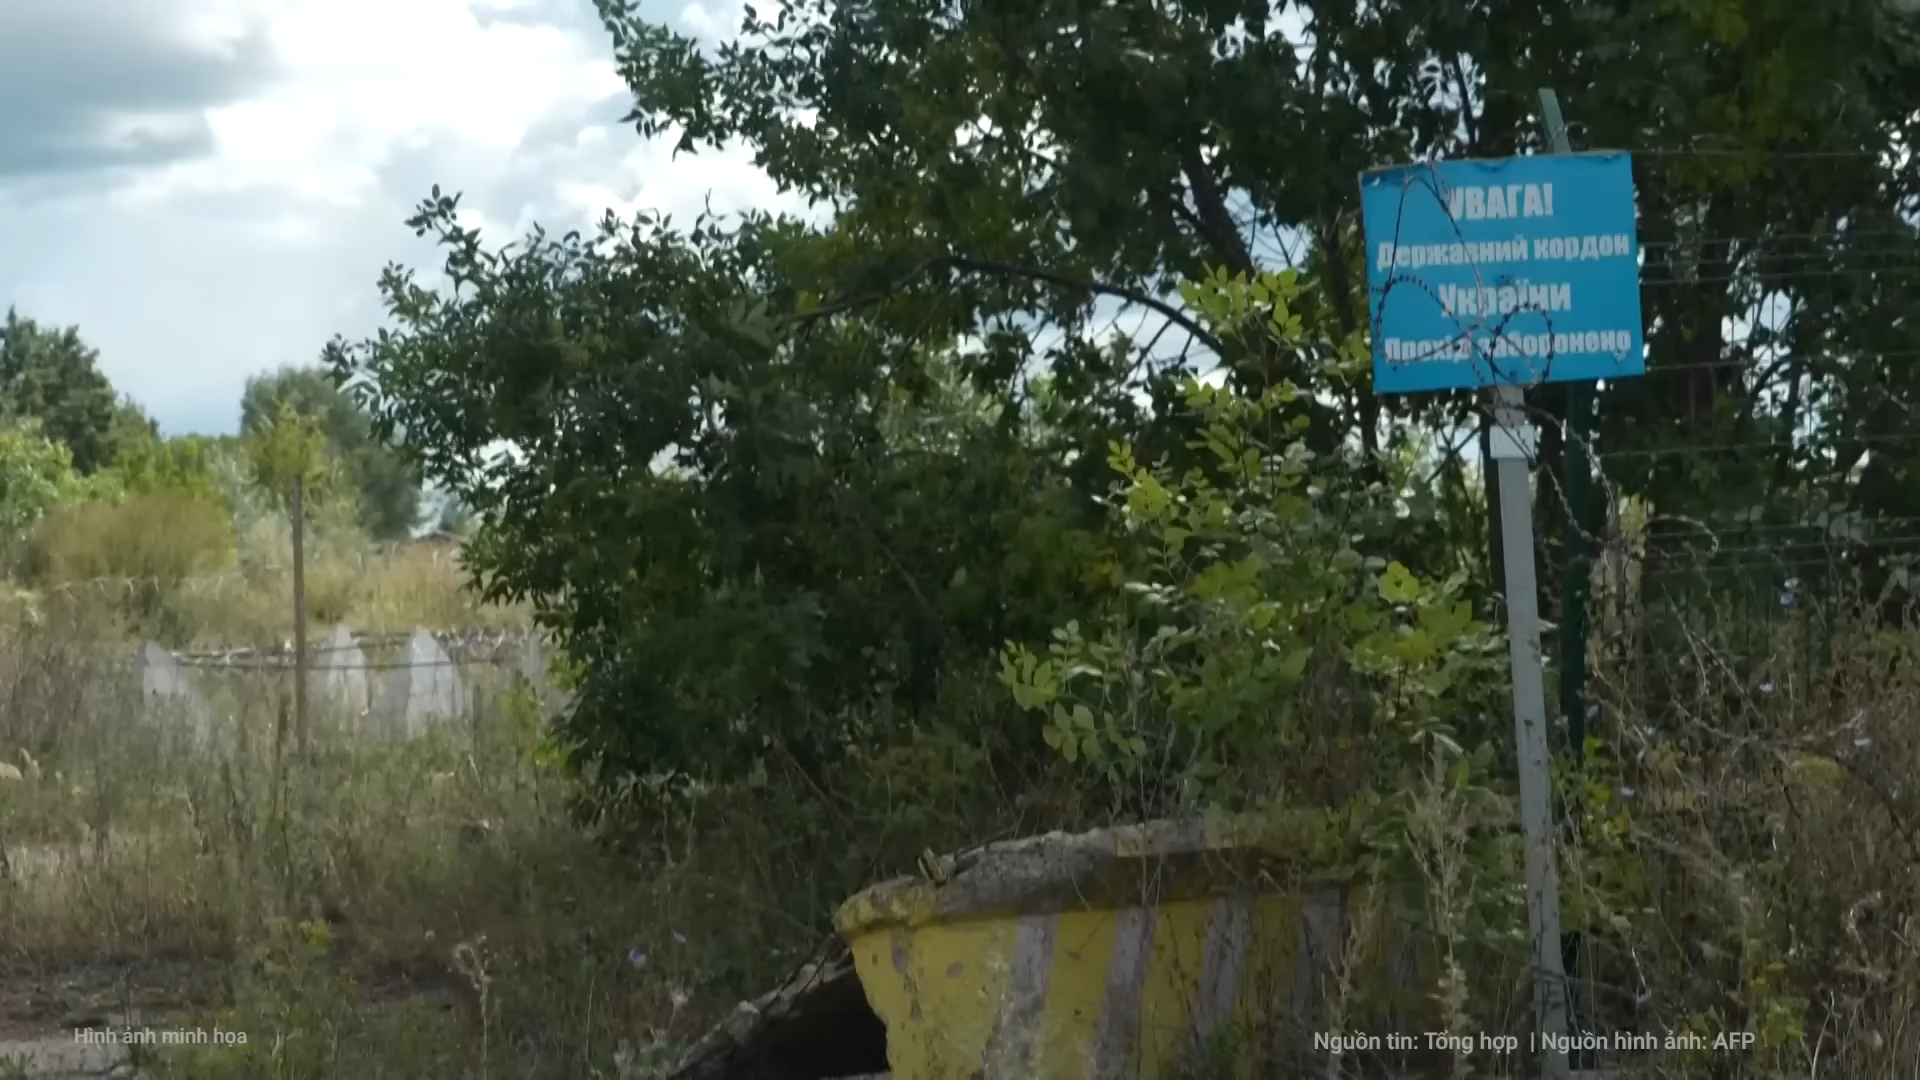 УВАГА!
Державний кордон
України
Прохід заборонено
Hình ảnh minh họa
Nguồn tin: Tổng hợp | Nguồn hình ảnh: AFP